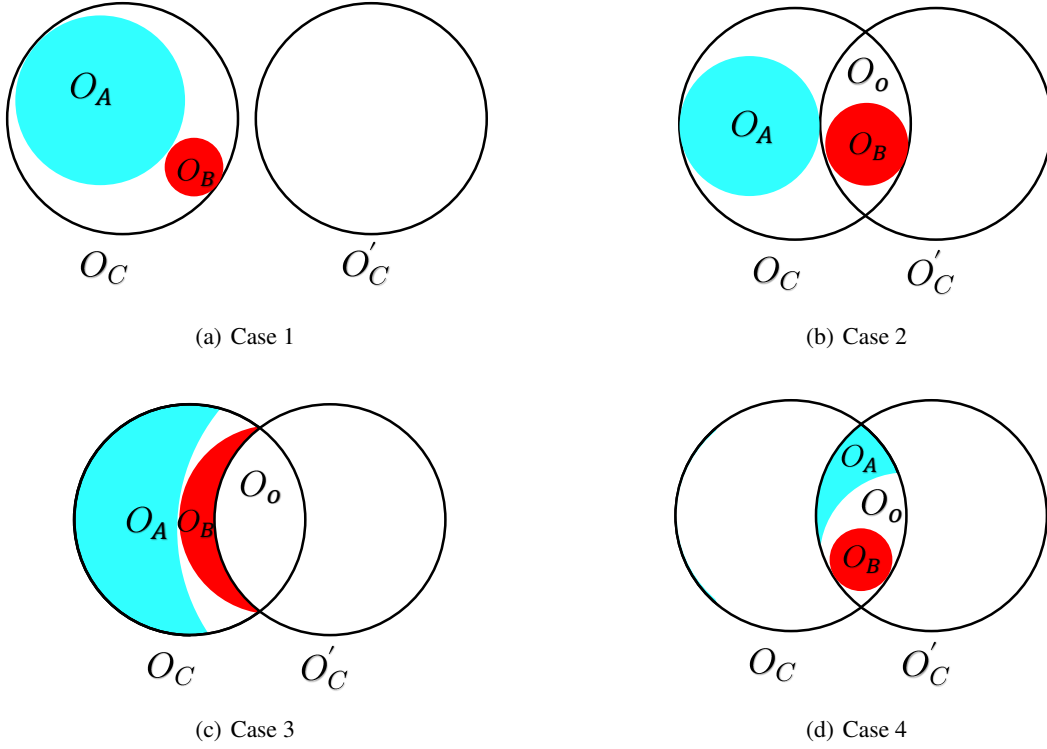 O_A
O_B
O_C
O'_C
(a) Case 1
O_o
O_A
O_B
O_C
O'_C
(b) Case 2
O_A
O_B
O_o
O_C
O'_C
(c) Case 3
O_A
O_o
O_B
O_C
O'_C
(d) Case 4